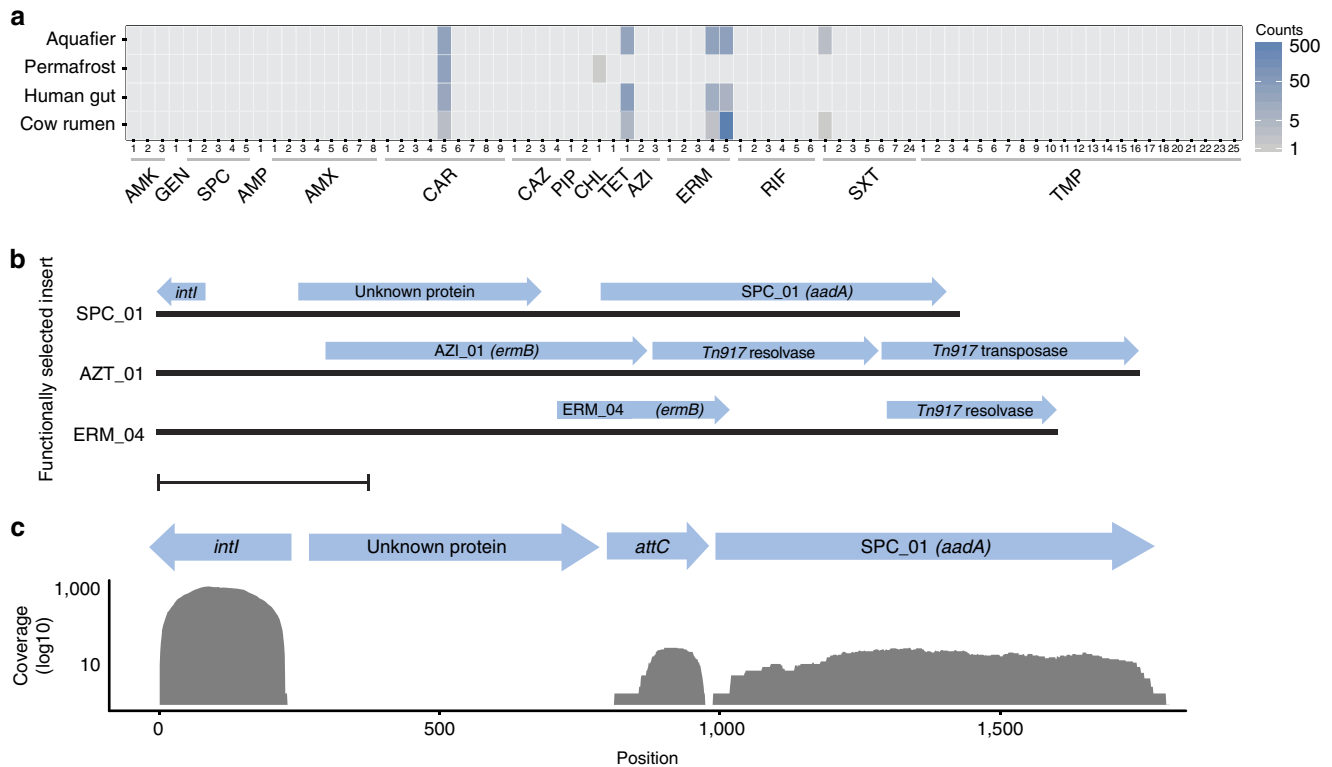 a
Counts
Aquafier
Permafrost
Human gut
Cow rumen
500
50
5
1
1 2 3 1 1 2 3 4 5 1 1 2 3 4 5 6 7 8 1 2 3 4 5 6 7 8 9 1 2 3 4 1 2 1 1 1 2 3 1 2 3 4 5 1 2 3 4 5 6 1 2 3 5 6 7 24 1 2 3 4 5 6 7 8 9 10 11 12 13 14 15 16 17 18 20 21 22 23 25
AMK GEN SPC AMP AMX CAR CAZ PIP CHL TET AZI ERM RIF SXT TMP
b
Functionally selected insert
intI Unknown protein SPC_01 (aadA)
SPC_01
AZI_01 (ermB) Tn917 resolvase Tn917 transposase
AZT_01
ERM_04 (ermB) Tn917 resolvase
ERM_04
c
intI Unknown protein attC SPC_01 (aadA)
Coverage
(log10)
1,000
10
0 500 1,000 1,500
Position